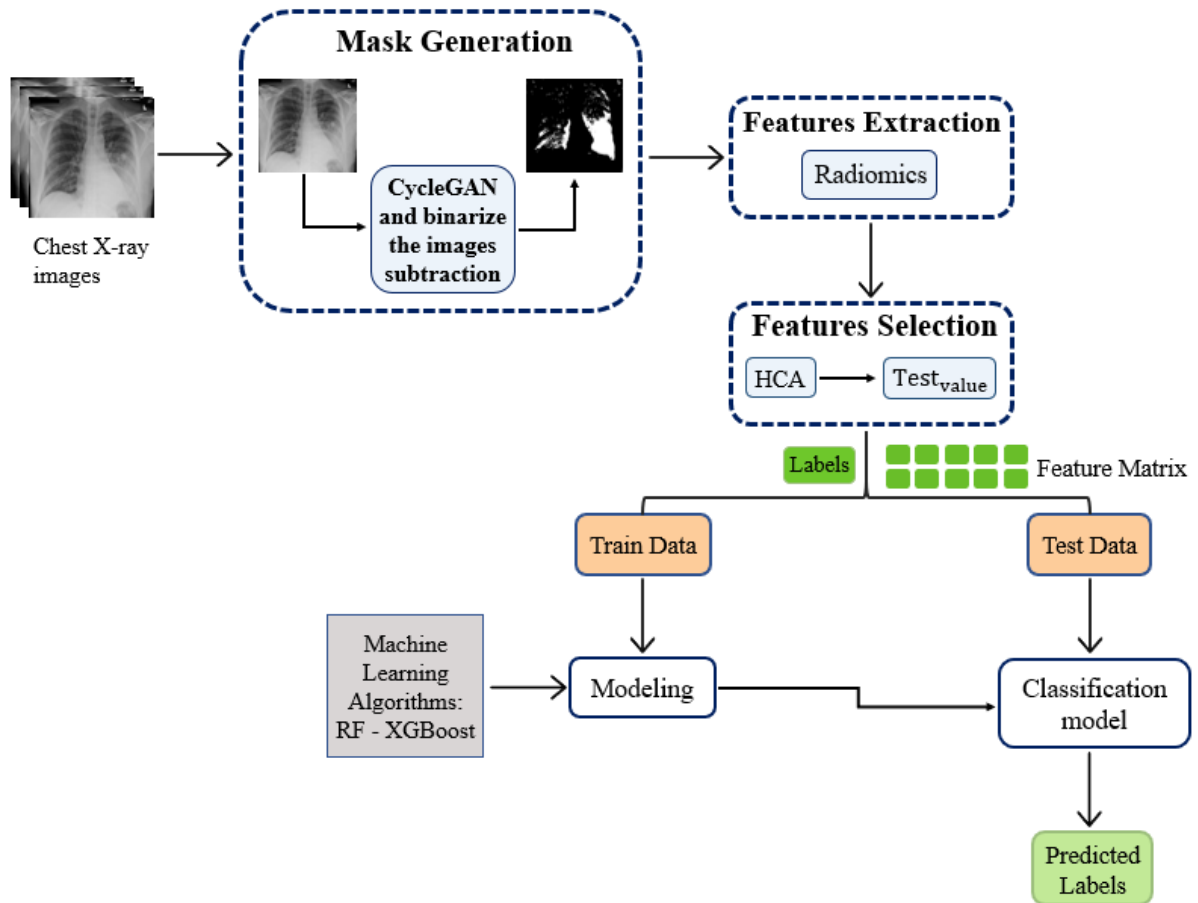 Mask Generation
CycleGAN
and binarize
the images
subtraction
Chest X-ray
images
Features Extraction
Radiomics
Features Selection
HCA
Test_value
Labels
Feature Matrix
Train Data
Test Data
Machine
Learning
Algorithms:
RF - XGBoost
Modeling
Classification
model
Predicted
Labels